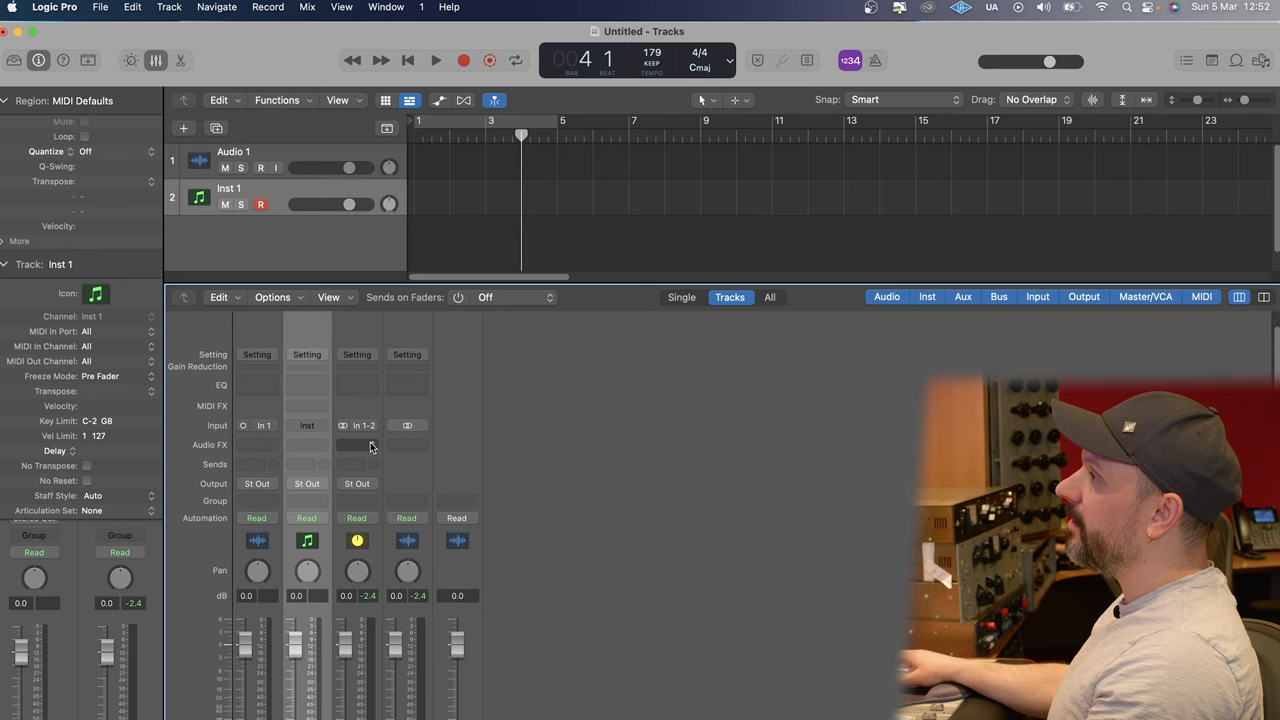 Logic Pro File Edit Track Navigate Record Mix View Window 1 Help UA Sun 5 Mar 12:52
Untitled - Tracks
004 1 179 4/4
KEEP Cmaj
BAR BEAT TEMPO
1234
Region: MIDI Defaults Edit Functions View Snap: Smart Drag: No Overlap
Mute:
Loop:
Quantize Off
Q-Swing:
Transpose:
Velocity:
More
1 3 5 7 9 11 13 15 17 19 21 23
1 Audio 1
M S R I
2 Inst 1
M S R
Track: Inst 1
Icon:
Channel: Inst 1
MIDI In Port: All
MIDI In Channel: All
MIDI Out Channel: All
Freeze Mode: Pre Fader
Transpose:
Velocity:
Key Limit: C-2 G8
Vel Limit: 1 127
Delay
No Transpose:
No Reset:
Staff Style: Auto
Articulation Set: None
Edit Options View Sends on Faders: Off Single Tracks All Audio Inst Aux Bus Input Output Master/VCA MIDI
Setting Setting Setting Setting Setting
Gain Reduction
EQ
MIDI FX
Input In 1 Inst In 1-2
Audio FX
Sends
Output St Out St Out St Out
Group
Automation Read Read Read Read Read
Pan
dB 0.0 0.0 0.0 -2.4 0.0 -2.4 0.0
Group Group
Read Read
0.0 0.0 -2.4